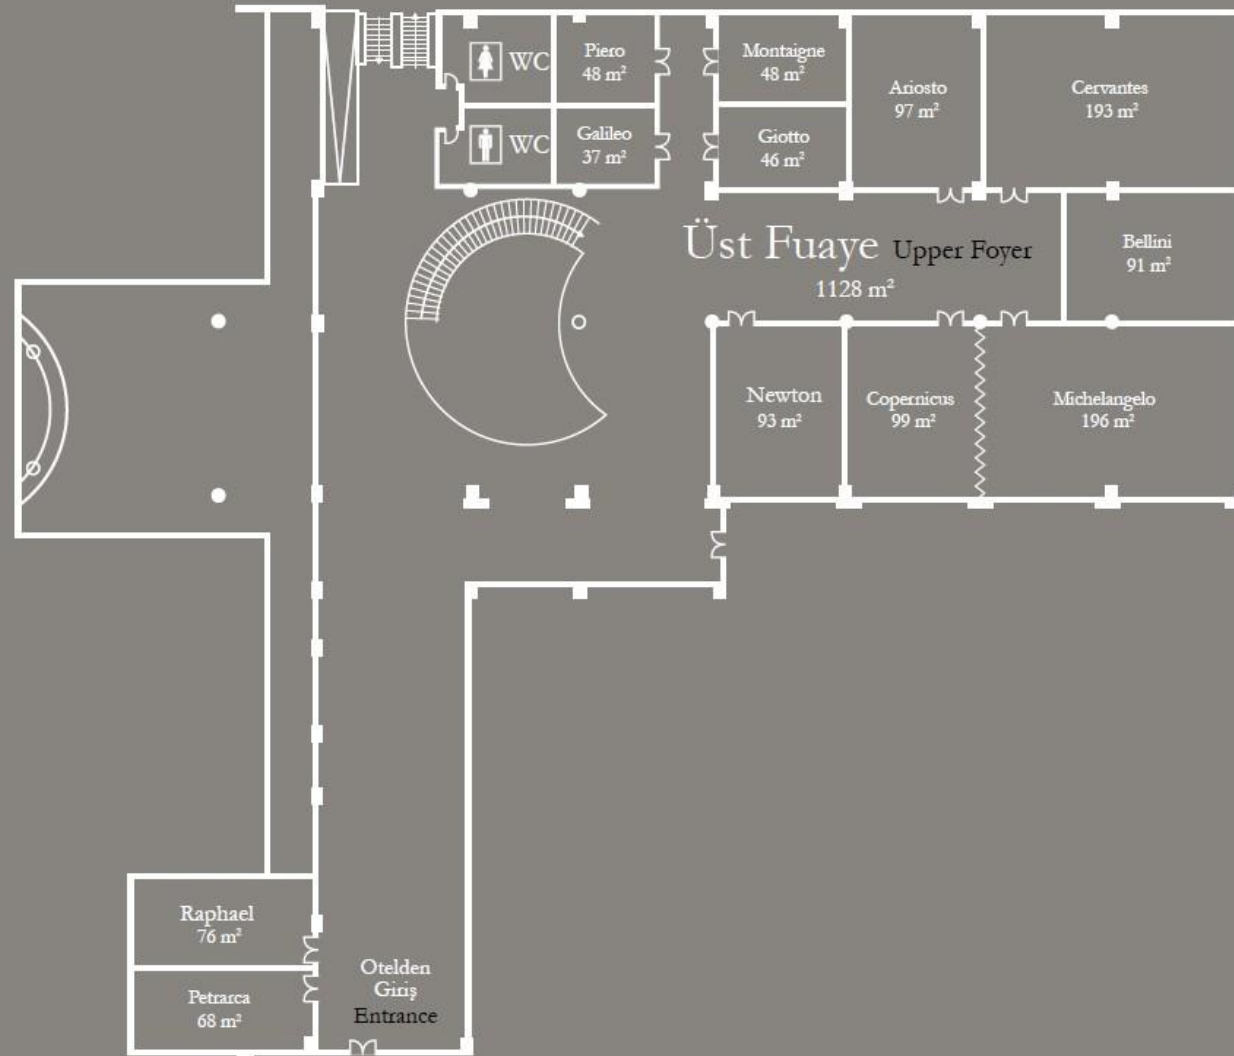 WC
Piero
48 m²
Montaigne
48 m²
Ariosto
97 m²
Cervantes
193 m²
WC
Galileo
37 m²
Giotto
46 m²
Üst Fuaye Upper Foyer
1128 m²
Bellini
91 m²
Newton
93 m²
Copernicus
99 m²
Michelangelo
196 m²
Raphael
76 m²
Petrarca
68 m²
Otelden
Giriş
Entrance